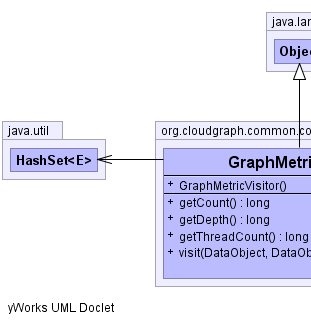 java.lan
Obje
java.util
HashSet<E>
org.cloudgraph.common.co
GraphMetri
+ GraphMetricVisitor()
+ getCount() : long
+ getDepth() : long
+ getThreadCount() : long
+ visit(DataObject, DataOb
yWorks UML Doclet